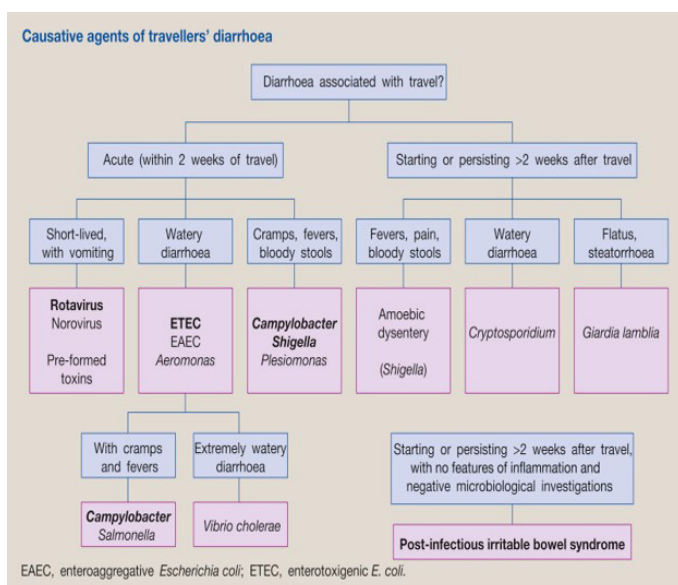 Causative agents of travellers' diarrhoea
Diarrhoea associated with travel?
Acute (within 2 weeks of travel)
Starting or persisting >2 weeks after travel
Short-lived,
with vomiting
Watery
diarrhoea
Cramps, fevers,
bloody stools
Fevers, pain,
bloody stools
Watery
diarrhoea
Flatus,
steatorrhoea
Rotavirus
Norovirus
Pre-formed
toxins
ETEC
EAEC
Aeromonas
Campylobacter
Shigella
Plesiomonas
Amoebic
dysentery
(Shigella)
Cryptosporidium
Giardia lamblia
With cramps
and fevers
Extremely watery
diarrhoea
Starting or persisting >2 weeks after travel,
with no features of inflammation and
negative microbiological investigations
Campylobacter
Salmonella
Vibrio cholerae
Post-infectious irritable bowel syndrome
EAEC, enteroaggregative Escherichia coli; ETEC, enterotoxigenic E. coli.